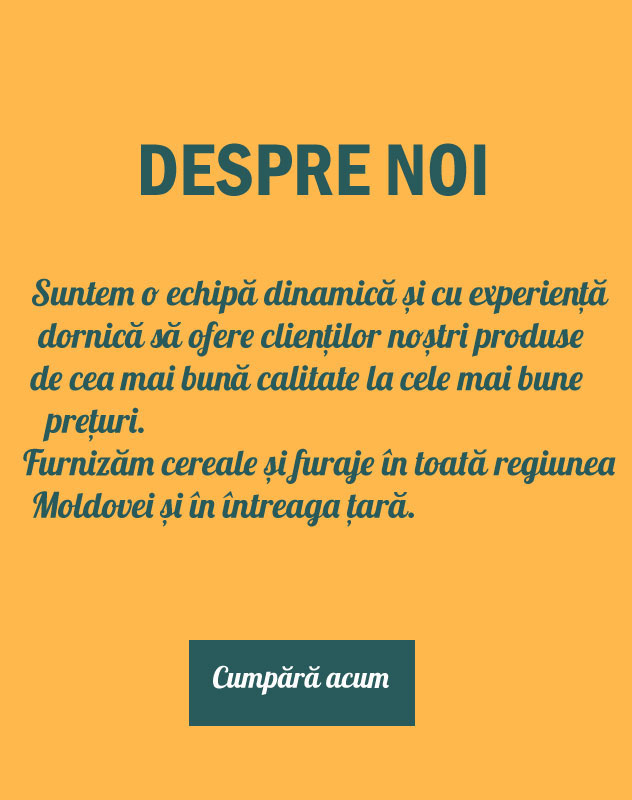 DESPRE NOI
Suntem o echipă dinamică și cu experiență
dornică să ofere clienților noștri produse
de cea mai bună calitate la cele mai bune
prețuri.
Furnizăm cereale și furaje în toată regiunea
Moldovei și în întreaga țară.
Cumpără acum